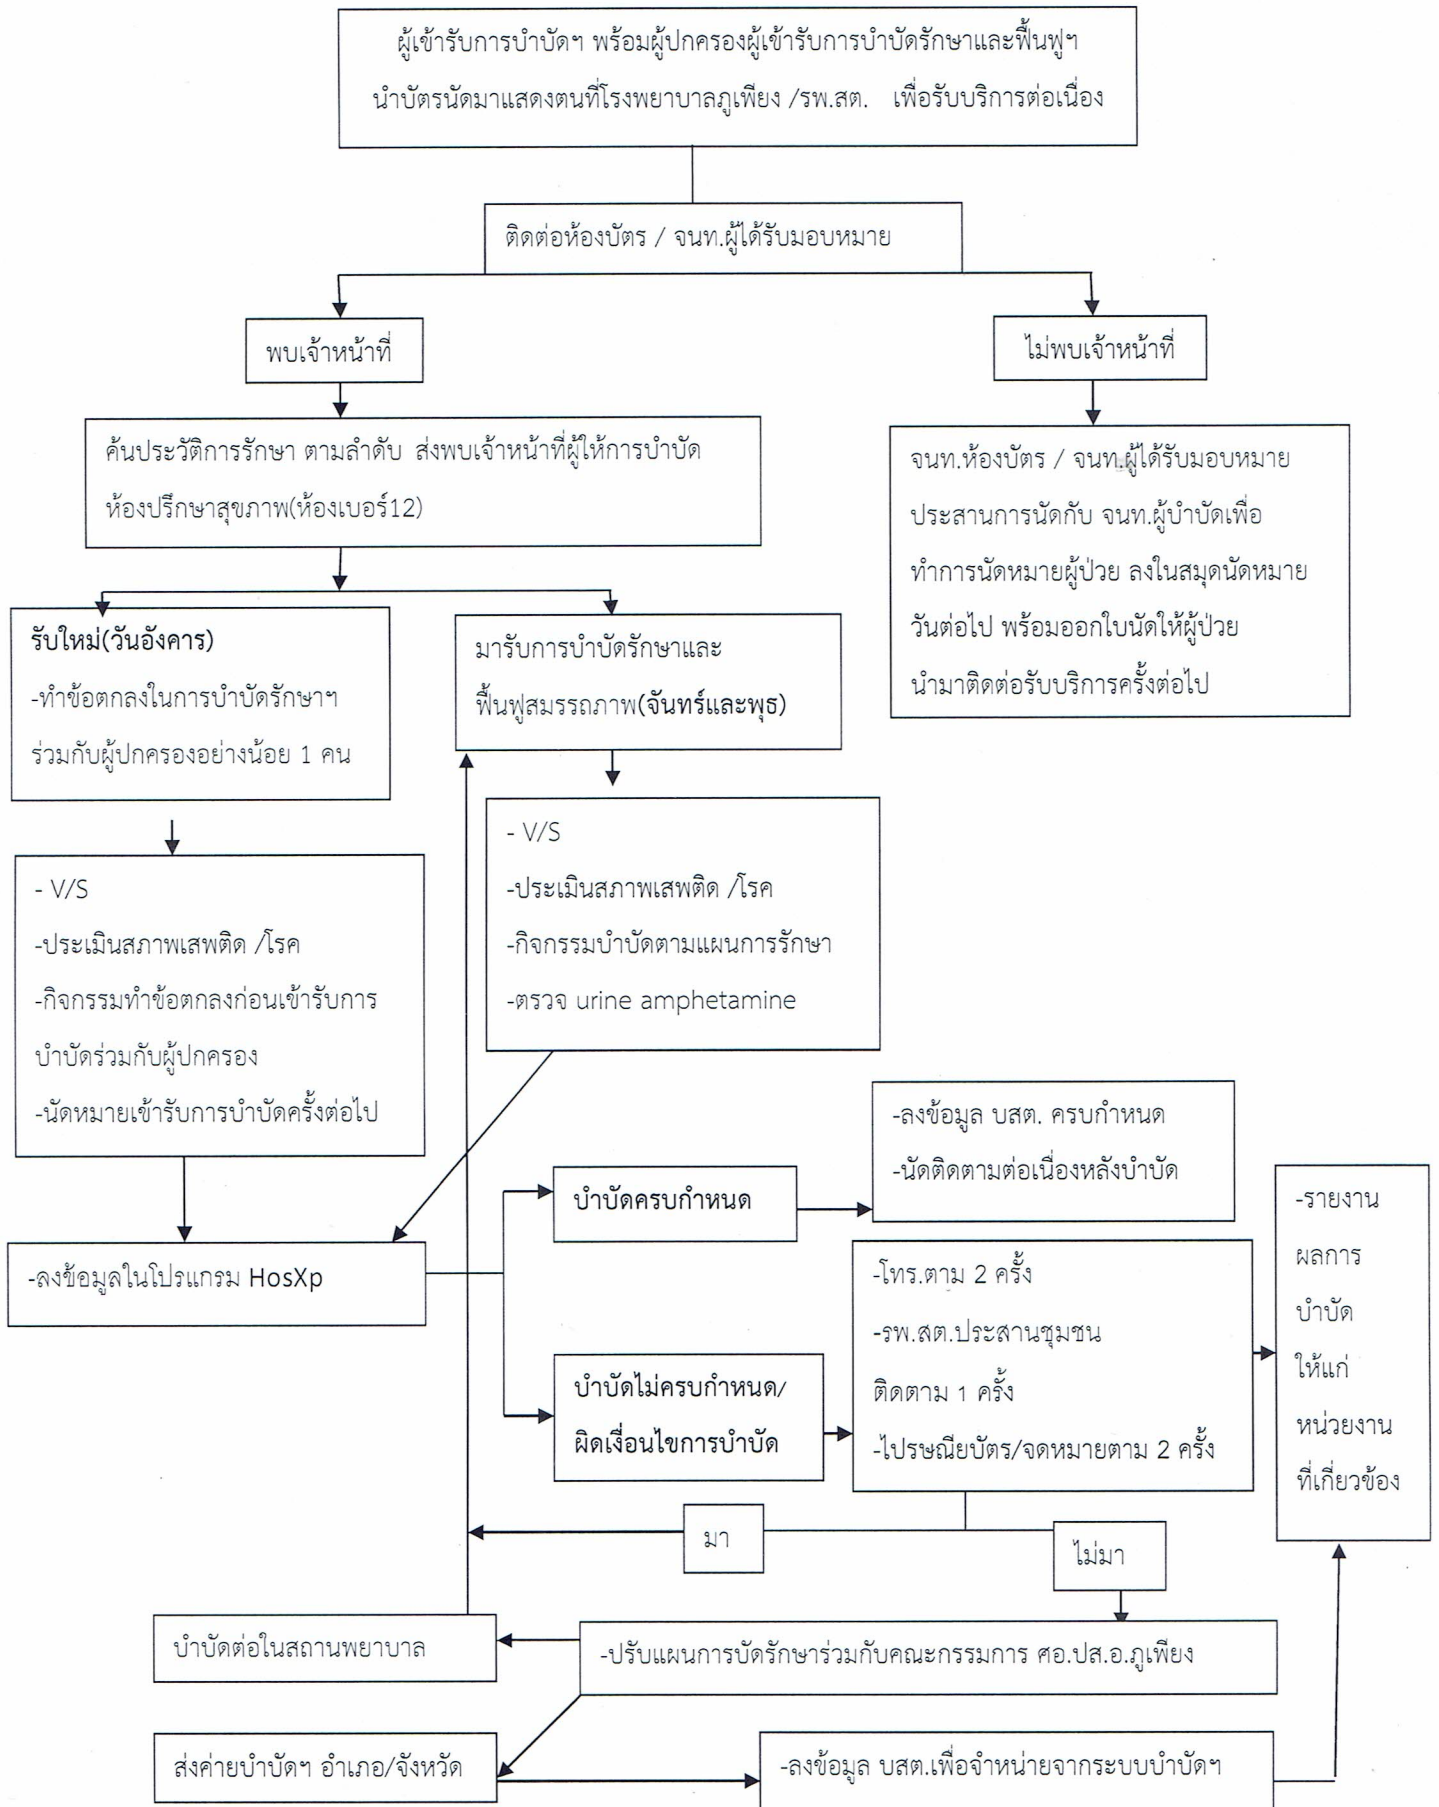 ผู้เข้ารับการบำบัดฯ พร้อมผู้ปกครองผู้เข้ารับการบำบัดรักษาและฟื้นฟูฯ
นำบัตรนัดมาแสดงตนที่โรงพยาบาลภูเพียง /รพ.สต. เพื่อรับบริการต่อเนื่อง
ติดต่อห้องบัตร / จนท.ผู้ได้รับมอบหมาย
พบเจ้าหน้าที่
ไม่พบเจ้าหน้าที่
ค้นประวัติการรักษา ตามลำดับ ส่งพบเจ้าหน้าที่ผู้ให้การบำบัด
ห้องปรึกษาสุขภาพ(ห้องเบอร์12)
จนท.ห้องบัตร / จนท.ผู้ได้รับมอบหมาย
ประสานการนัดกับ จนท.ผู้บำบัดเพื่อ
ทำการนัดหมายผู้ป่วย ลงในสมุดนัดหมาย
วันต่อไป พร้อมออกใบนัดให้ผู้ป่วย
นำมาติดต่อรับบริการครั้งต่อไป
รับใหม่(วันอังคาร)
-ทำข้อตกลงในการบำบัดรักษาฯ
ร่วมกับผู้ปกครองอย่างน้อย 1 คน
มารับการบำบัดรักษาและ
ฟื้นฟูสมรรถภาพ(จันทร์และพุธ)
- V/S
-ประเมินสภาพเสพติด /โรค
-กิจกรรมทำข้อตกลงก่อนเข้ารับการ
บำบัดร่วมกับผู้ปกครอง
-นัดหมายเข้ารับการบำบัดครั้งต่อไป
- V/S
-ประเมินสภาพเสพติด /โรค
-กิจกรรมบำบัดตามแผนการรักษา
-ตรวจ urine amphetamine
-ลงข้อมูลในโปรแกรม HosXp
บำบัดครบกำหนด
-ลงข้อมูล บสต. ครบกำหนด
-นัดติดตามต่อเนื่องหลังบำบัด
บำบัดไม่ครบกำหนด/
ผิดเงื่อนไขการบำบัด
-โทร.ตาม 2 ครั้ง
-รพ.สต.ประสานชุมชน
ติดตาม 1 ครั้ง
-ไปรษณียบัตร/จดหมายตาม 2 ครั้ง
-รายงาน
ผลการ
บำบัด
ให้แก่
หน่วยงาน
ที่เกี่ยวข้อง
มา
ไม่มา
บำบัดต่อในสถานพยาบาล
-ปรับแผนการบัดรักษาร่วมกับคณะกรรมการ ศอ.ปส.อ.ภูเพียง
ส่งค่ายบำบัดฯ อำเภอ/จังหวัด
-ลงข้อมูล บสต.เพื่อจำหน่ายจากระบบบำบัดฯ